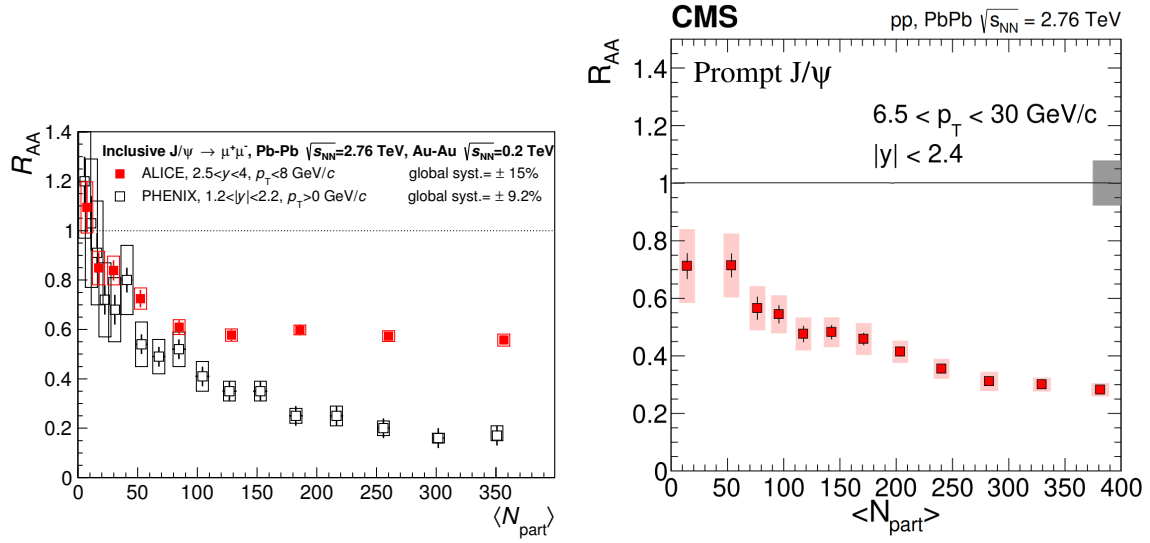 Inclusive J/ψ → μ⁺μ⁻, Pb-Pb √s_NN=2.76 TeV, Au-Au √s_NN=0.2 TeV
ALICE, 2.5<y<4, p_T<8 GeV/c global syst.= ± 15%
PHENIX, 1.2<|y|<2.2, p_T>0 GeV/c global syst.= ± 9.2%
R_AA
1.4
1.2
1
0.8
0.6
0.4
0.2
0
0 50 100 150 200 250 300 350
⟨N_part⟩
CMS pp, PbPb √s_NN = 2.76 TeV
Prompt J/ψ
6.5 < p_T < 30 GeV/c
|y| < 2.4
R_AA
1.4
1.2
1
0.8
0.6
0.4
0.2
0
0 50 100 150 200 250 300 350 400
<N_part>